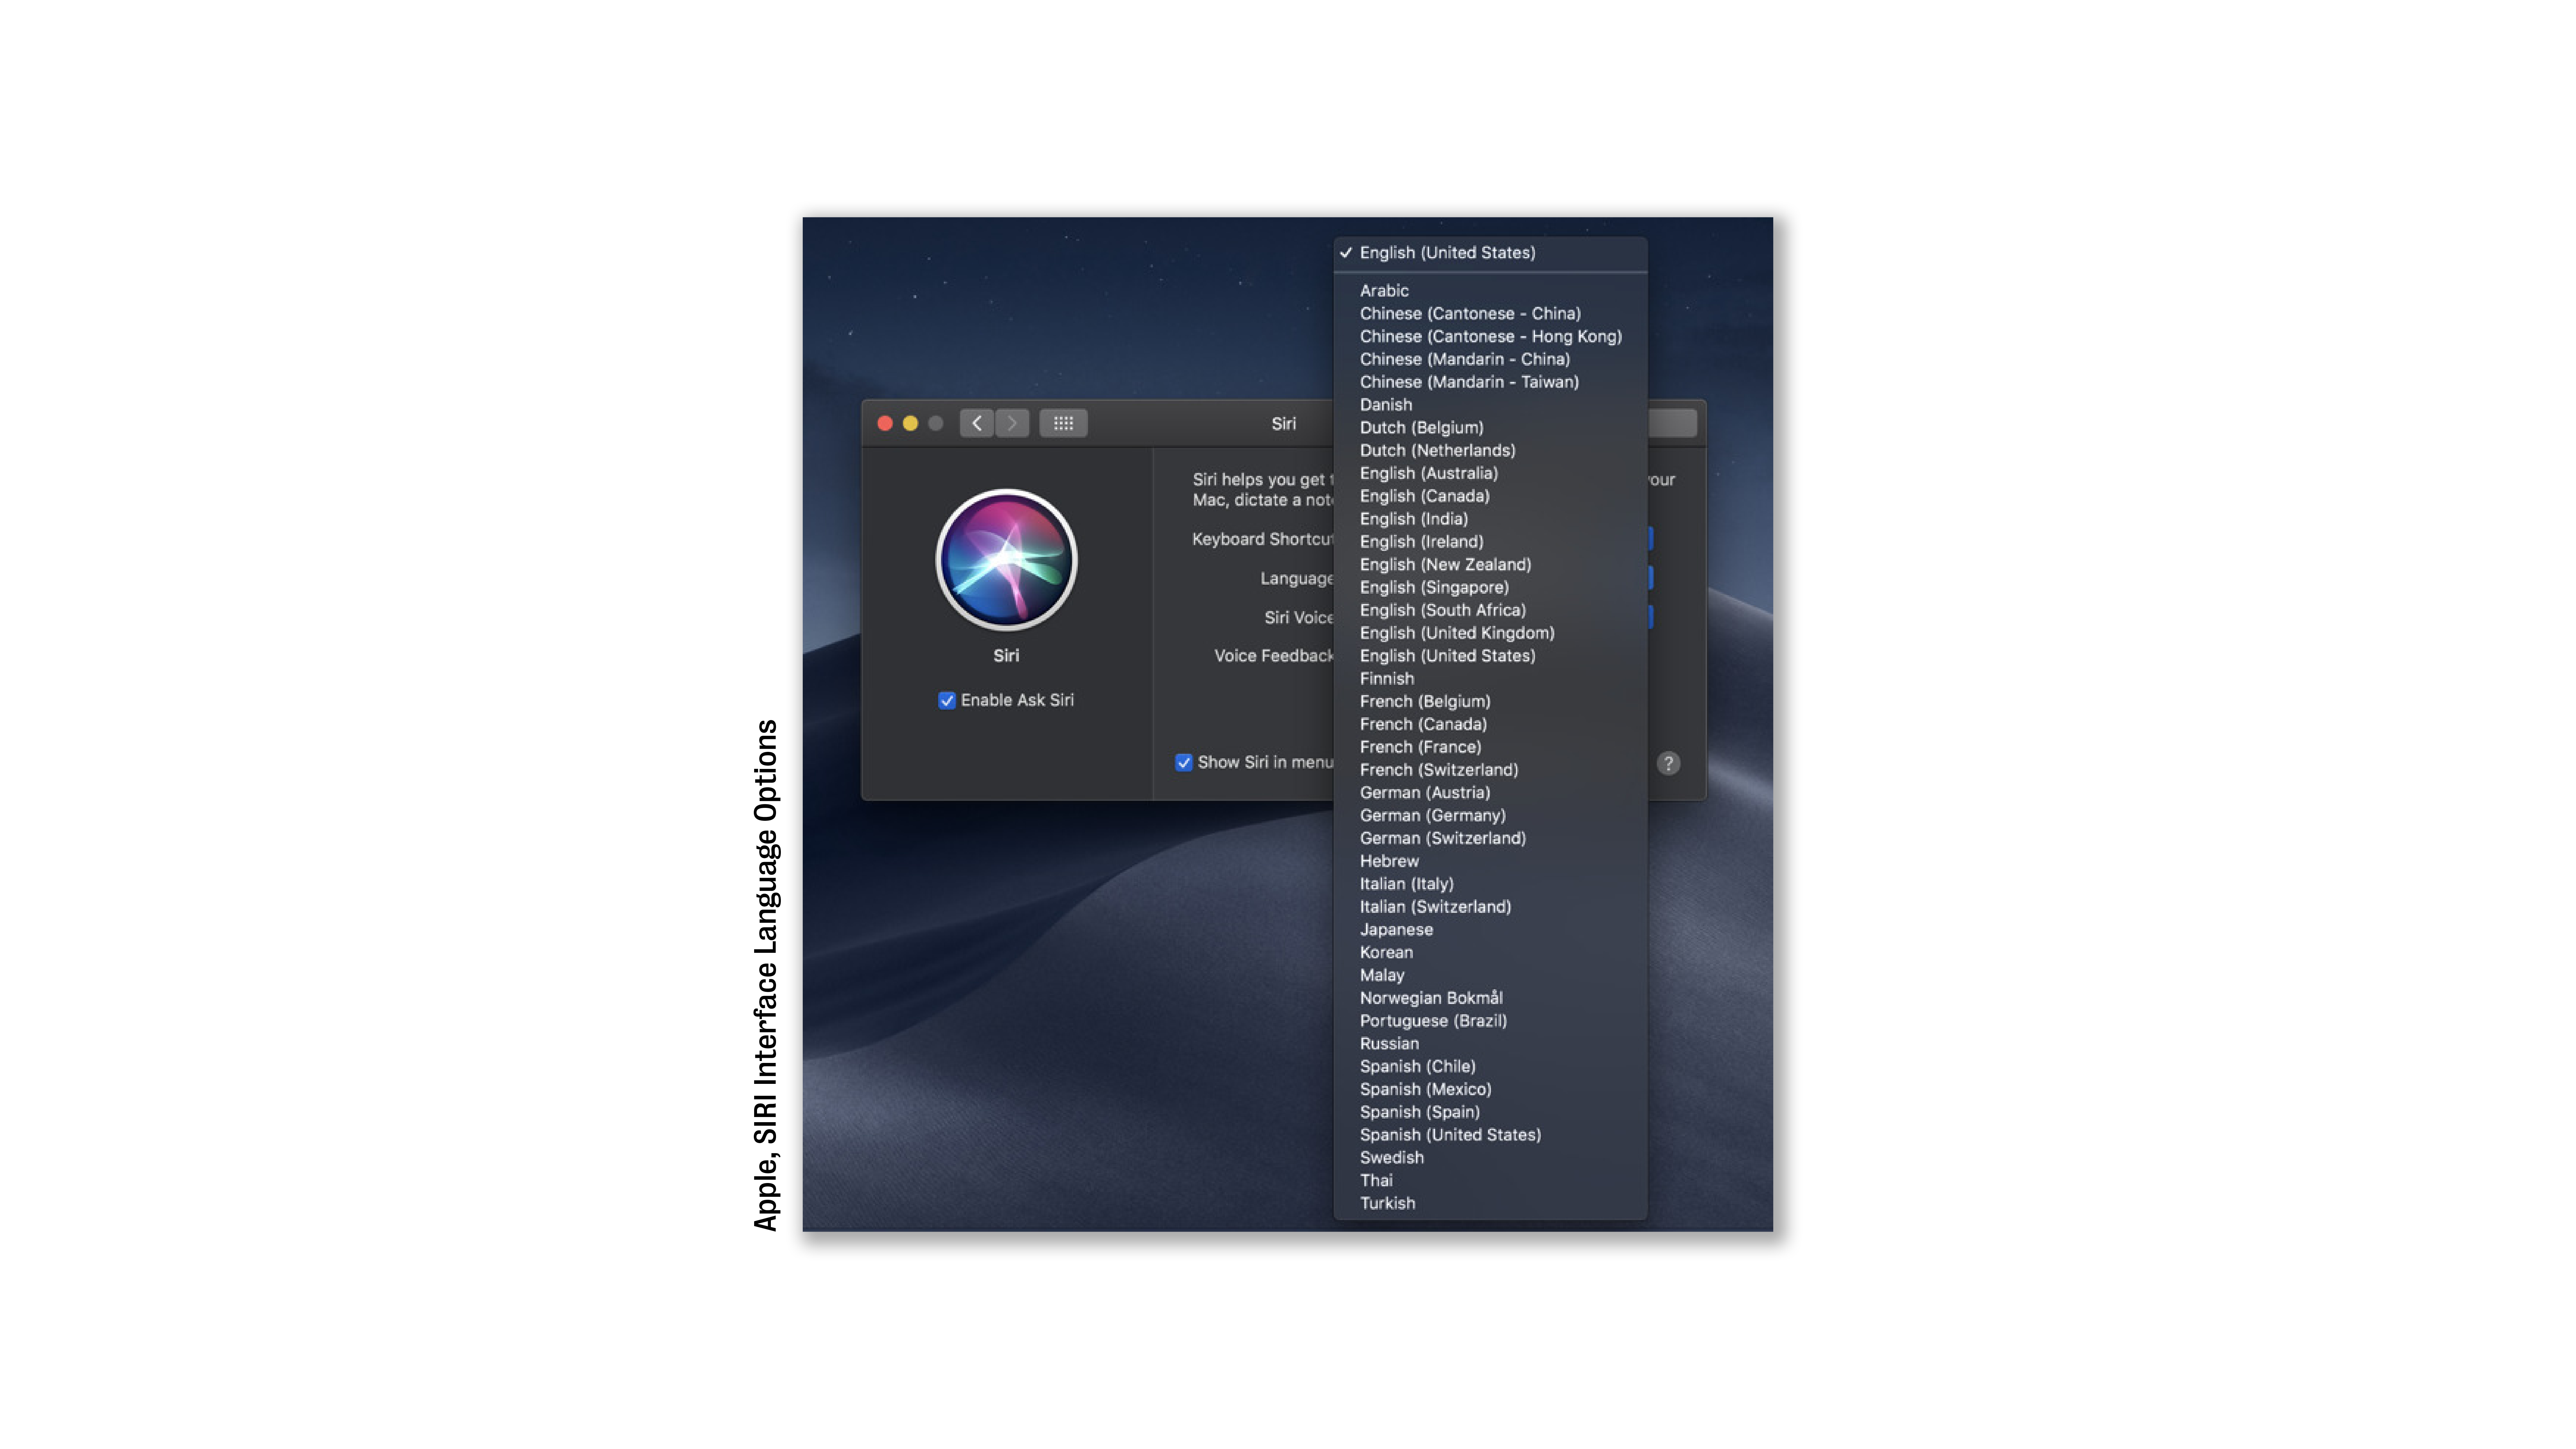 Apple, SIRI Interface Language Options
✓ English (United States)
Arabic
Chinese (Cantonese - China)
Chinese (Cantonese - Hong Kong)
Chinese (Mandarin - China)
Chinese (Mandarin - Taiwan)
Danish
Dutch (Belgium)
Dutch (Netherlands)
English (Australia)
English (Canada)
English (India)
English (Ireland)
English (New Zealand)
English (Singapore)
English (South Africa)
English (United Kingdom)
English (United States)
Finnish
French (Belgium)
French (Canada)
French (France)
French (Switzerland)
German (Austria)
German (Germany)
German (Switzerland)
Hebrew
Italian (Italy)
Italian (Switzerland)
Japanese
Korean
Malay
Norwegian Bokmål
Portuguese (Brazil)
Russian
Spanish (Chile)
Spanish (Mexico)
Spanish (Spain)
Spanish (United States)
Swedish
Thai
Turkish
Siri
Siri
Enable Ask Siri
Siri helps you get
Mac, dictate a
Keyboard Shortcut
Language
Siri Voice
Voice Feedback
Show Siri in menu
?